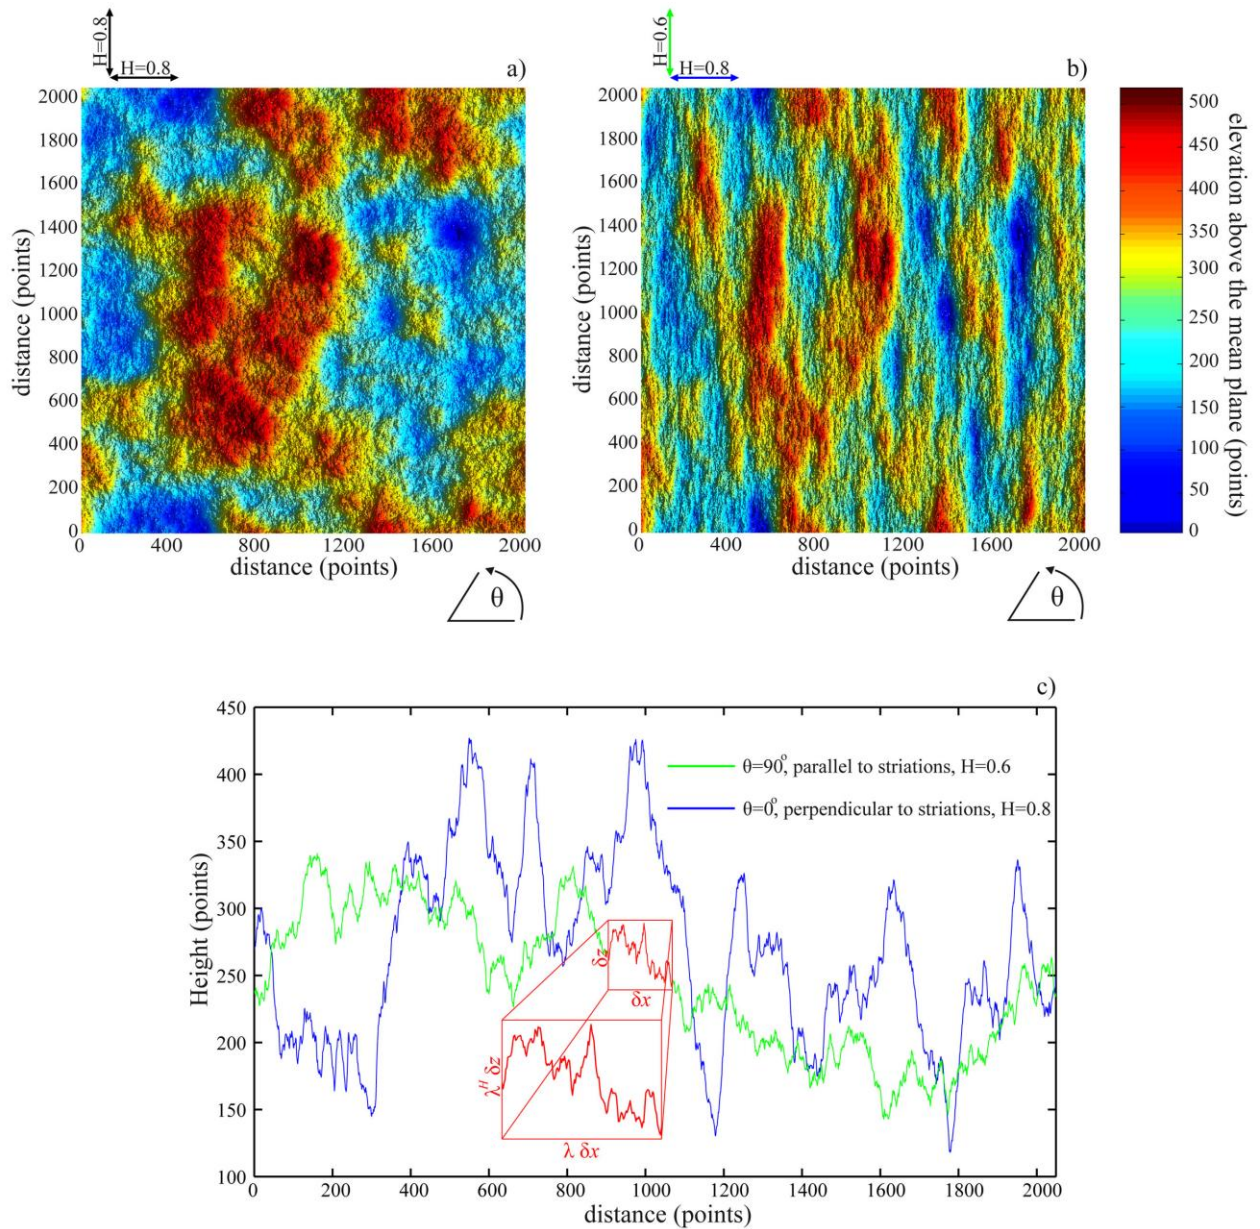 H=0.8
H=0.8
a)
H=0.6
H=0.8
b)
2000
1800
1600
1400
1200
1000
800
600
400
200
0
distance (points)
0
400
800
1200
1600
2000
distance (points)
θ
2000
1800
1600
1400
1200
1000
800
600
400
200
0
distance (points)
0
400
800
1200
1600
2000
distance (points)
θ
500
450
400
350
300
250
200
150
100
50
0
elevation above the mean plane (points)
c)
450
400
350
300
250
200
150
100
Height (points)
θ=90°, parallel to striations, H=0.6
θ=0°, perpendicular to striations, H=0.8
δz
δx
λ^H δz
λ δx
0
200
400
600
800
1000
1200
1400
1600
1800
2000
distance (points)